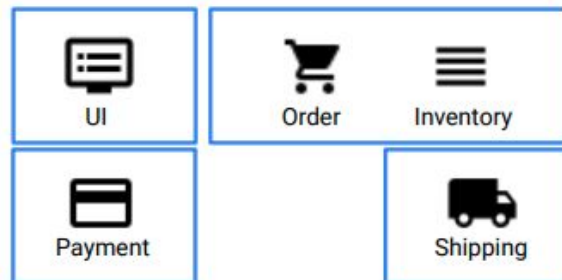 UI
Order
Inventory
Payment
Shipping